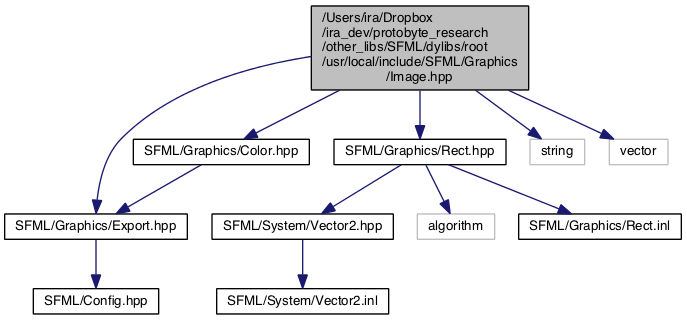 /Users/ira/Dropbox
/ira_dev/protobyte_research
/other_libs/SFML/dylibs/root
/usr/local/include/SFML/Graphics
/Image.hpp
SFML/Graphics/Color.hpp
SFML/Graphics/Rect.hpp
string
vector
SFML/Graphics/Export.hpp
SFML/System/Vector2.hpp
algorithm
SFML/Graphics/Rect.inl
SFML/Config.hpp
SFML/System/Vector2.inl